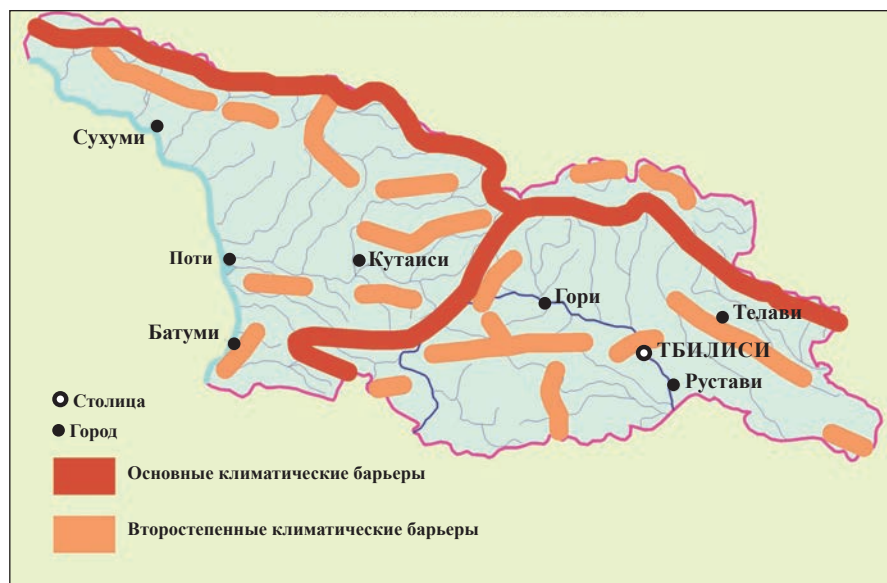 Сухуми
Поти
Кутаиси
Гори
Телави
Батуми
ТБИЛИСИ
Рустави
Столица
Город
Основные климатические барьеры
Второстепенные климатические барьеры